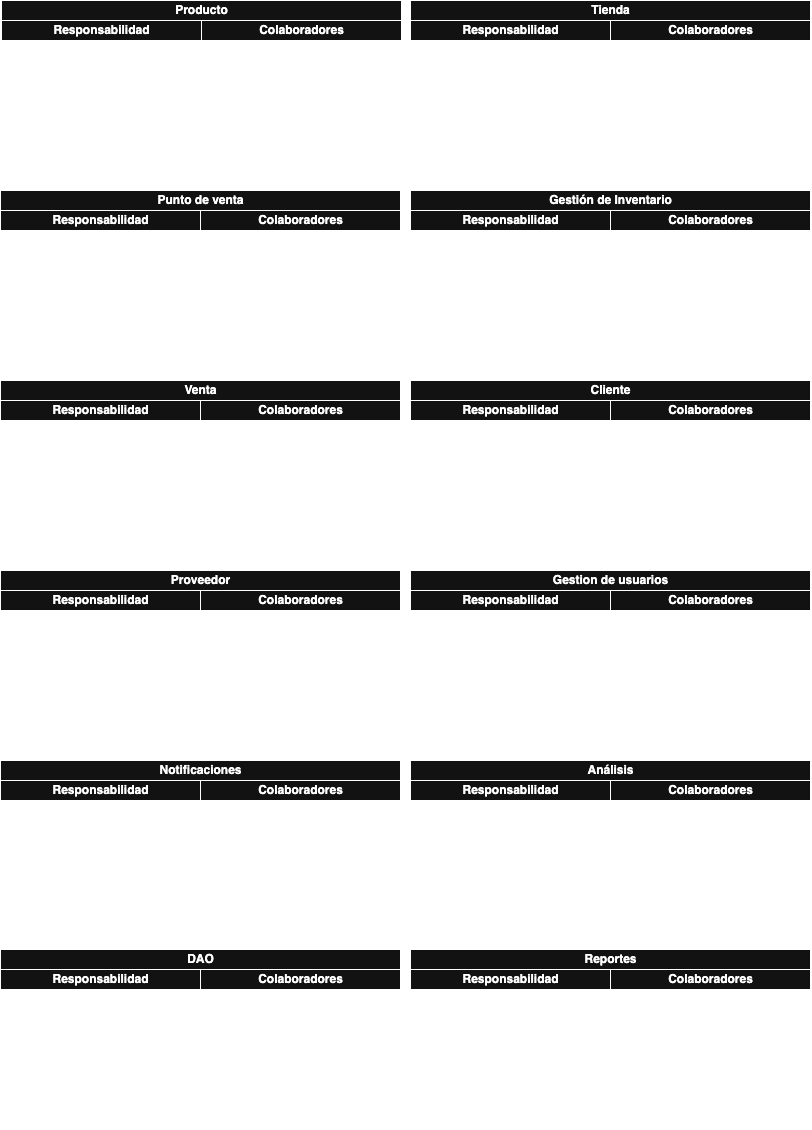 Producto
Responsabilidad Colaboradores
Tienda
Responsabilidad Colaboradores
Punto de venta
Responsabilidad Colaboradores
Gestión de Inventario
Responsabilidad Colaboradores
Venta
Responsabilidad Colaboradores
Cliente
Responsabilidad Colaboradores
Proveedor
Responsabilidad Colaboradores
Gestion de usuarios
Responsabilidad Colaboradores
Notificaciones
Responsabilidad Colaboradores
Análisis
Responsabilidad Colaboradores
DAO
Responsabilidad Colaboradores
Reportes
Responsabilidad Colaboradores